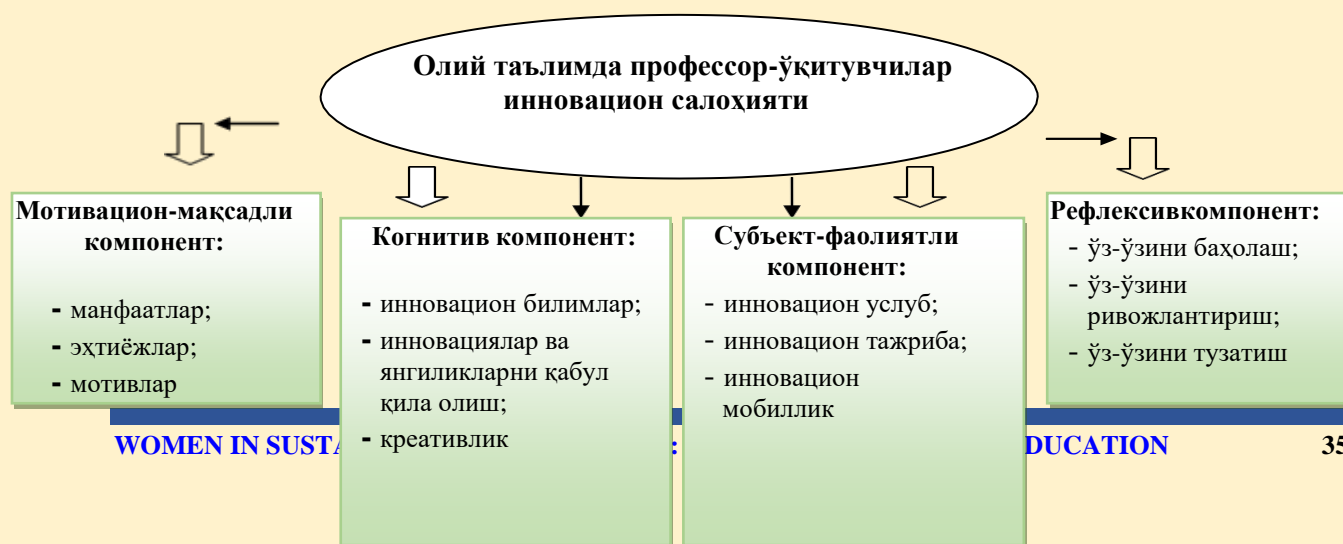 Олий таълимда профессор-ўқитувчилар
инновацион салоҳияти
Мотивацион-мақсадли
компонент:
- манфаатлар;
- эҳтиёжлар;
- мотивлар
Когнитив компонент:
- инновацион билимлар;
- инновациялар ва
янгиликларни қабул
қила олиш;
- креативлик
Субъект-фаолиятли
компонент:
- инновацион услуб;
- инновацион тажриба;
- инновацион
мобиллик
Рефлексивкомпонент:
- ўз-ўзини баҳолаш;
- ўз-ўзини
ривожлантириш;
- ўз-ўзини тузатиш
WOMEN IN : 35